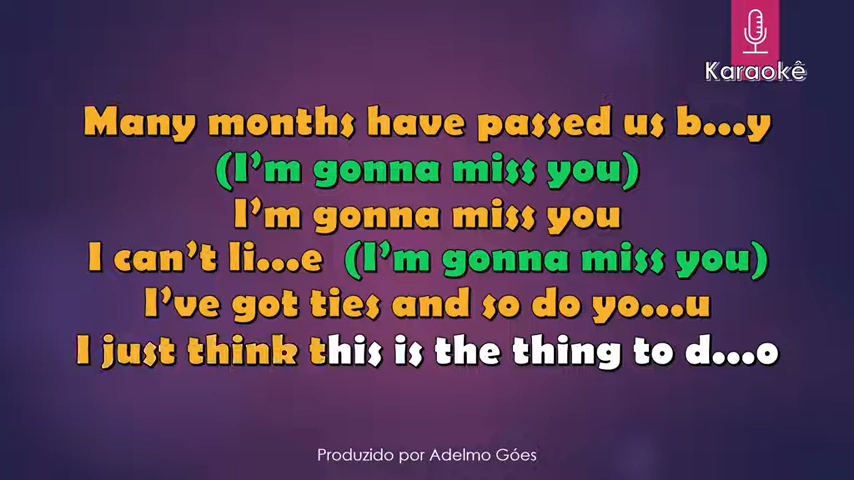 Karaokê
Many months have passed us b...y
(I'm gonna miss you)
I'm gonna miss you
I can't li...e (I'm gonna miss you)
I've got ties and so do yo...u
I just think this is the thing to d...o
Produzido por Adelmo Góes